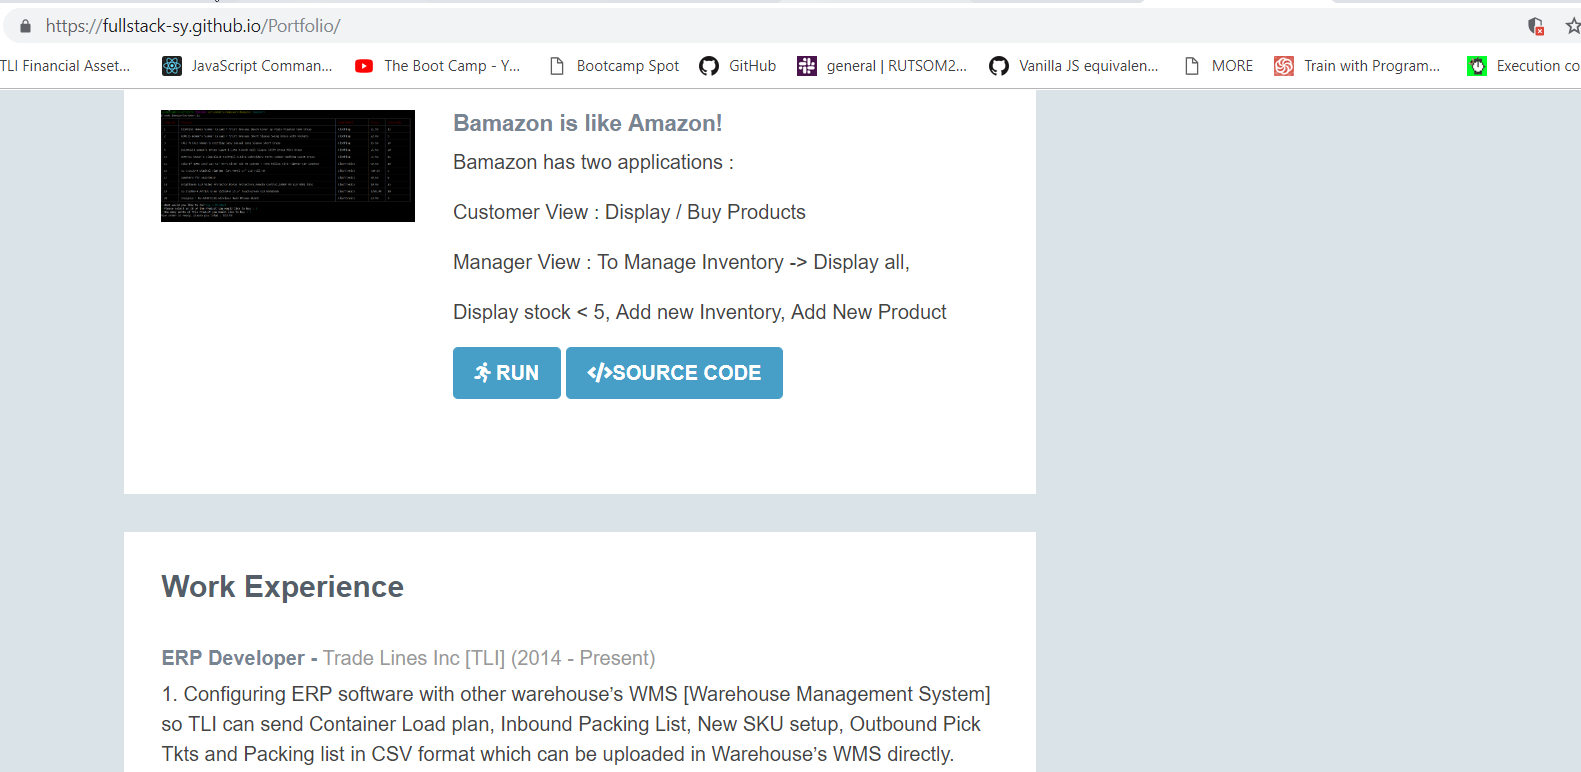 https://fullstack-sy.github.io/Portfolio/
TLI Financial Asset... JavaScript Comman... The Boot Camp - Y... Bootcamp Spot GitHub general | RUTSOM2... Vanilla JS equivalen... MORE Train with Program... Execution co
Bamazon is like Amazon!
Bamazon has two applications :
Customer View : Display / Buy Products
Manager View : To Manage Inventory -> Display all,
Display stock < 5, Add new Inventory, Add New Product
RUN </>SOURCE CODE
Work Experience
ERP Developer - Trade Lines Inc [TLI] (2014 - Present)
1. Configuring ERP software with other warehouse’s WMS [Warehouse Management System]
so TLI can send Container Load plan, Inbound Packing List, New SKU setup, Outbound Pick
Tkts and Packing list in CSV format which can be uploaded in Warehouse’s WMS directly.